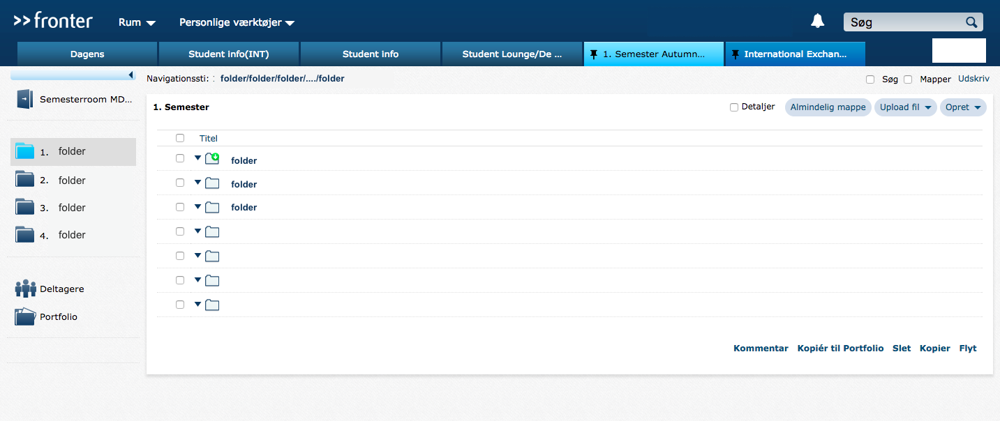 >> fronter Rum Personlige værktøjer Søg
Dagens Student info(INT) Student info Student Lounge/De ... 1. Semester Autumn... International Exchan...
Navigationssti: : folder/folder/folder/..../folder Søg Mapper Udskriv
Semesterroom MD...
1. folder
2. folder
3. folder
4. folder
Deltagere
Portfolio
1. Semester Detaljer Almindelig mappe Upload fil Opret
Titel
folder
folder
folder
Kommentar Kopiér til Portfolio Slet Kopier Flyt